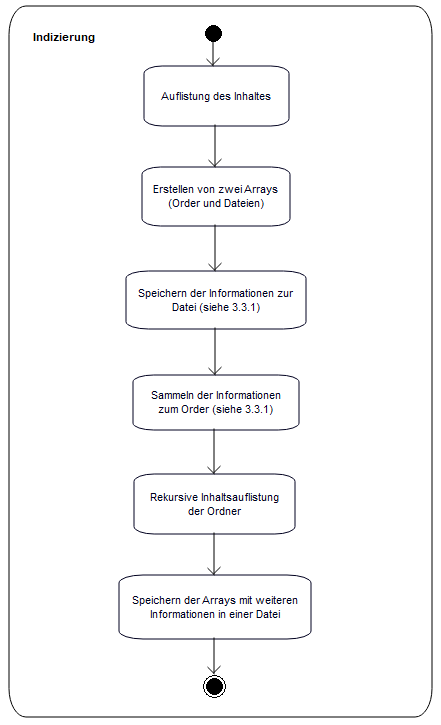 Indizierung
Auflistung des Inhaltes
Erstellen von zwei Arrays
(Order und Dateien)
Speichern der Informationen zur
Datei (siehe 3.3.1)
Sammeln der Informationen
zum Order (siehe 3.3.1)
Rekursive Inhaltsauflistung
der Ordner
Speichern der Arrays mit weiteren
Informationen in einer Datei